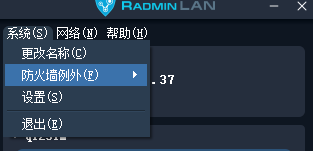 RADMIN LAN
系统(S) 网络(N) 帮助(H)
更改名称(C)
防火墙例外(E)
.37
设置(S)
退出(E)